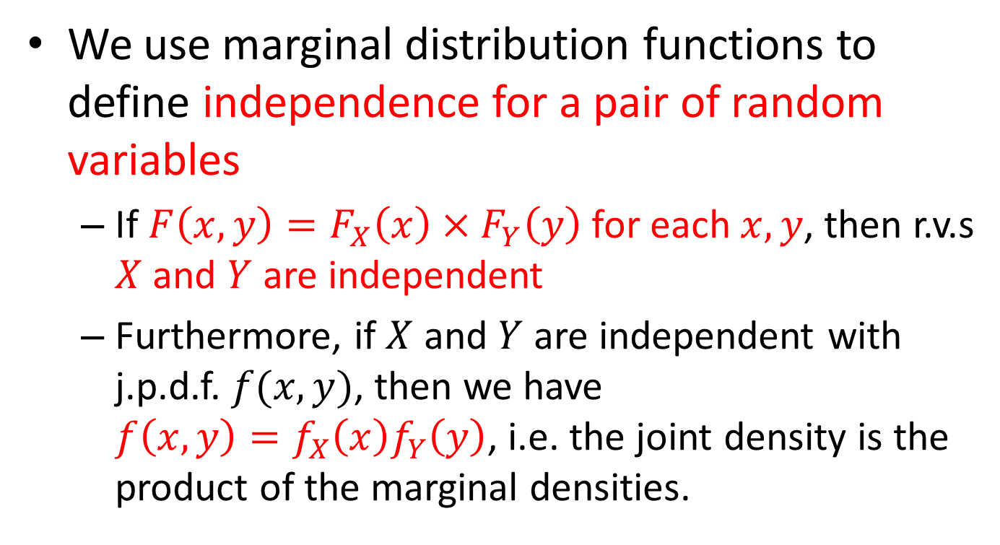 • We use marginal distribution functions to
define independence for a pair of random
variables
– If F(x, y) = F_X(x) × F_Y(y) for each x, y, then r.v.s
X and Y are independent
– Furthermore, if X and Y are independent with
j.p.d.f. f(x, y), then we have
f(x, y) = f_X(x)f_Y(y), i.e. the joint density is the
product of the marginal densities.